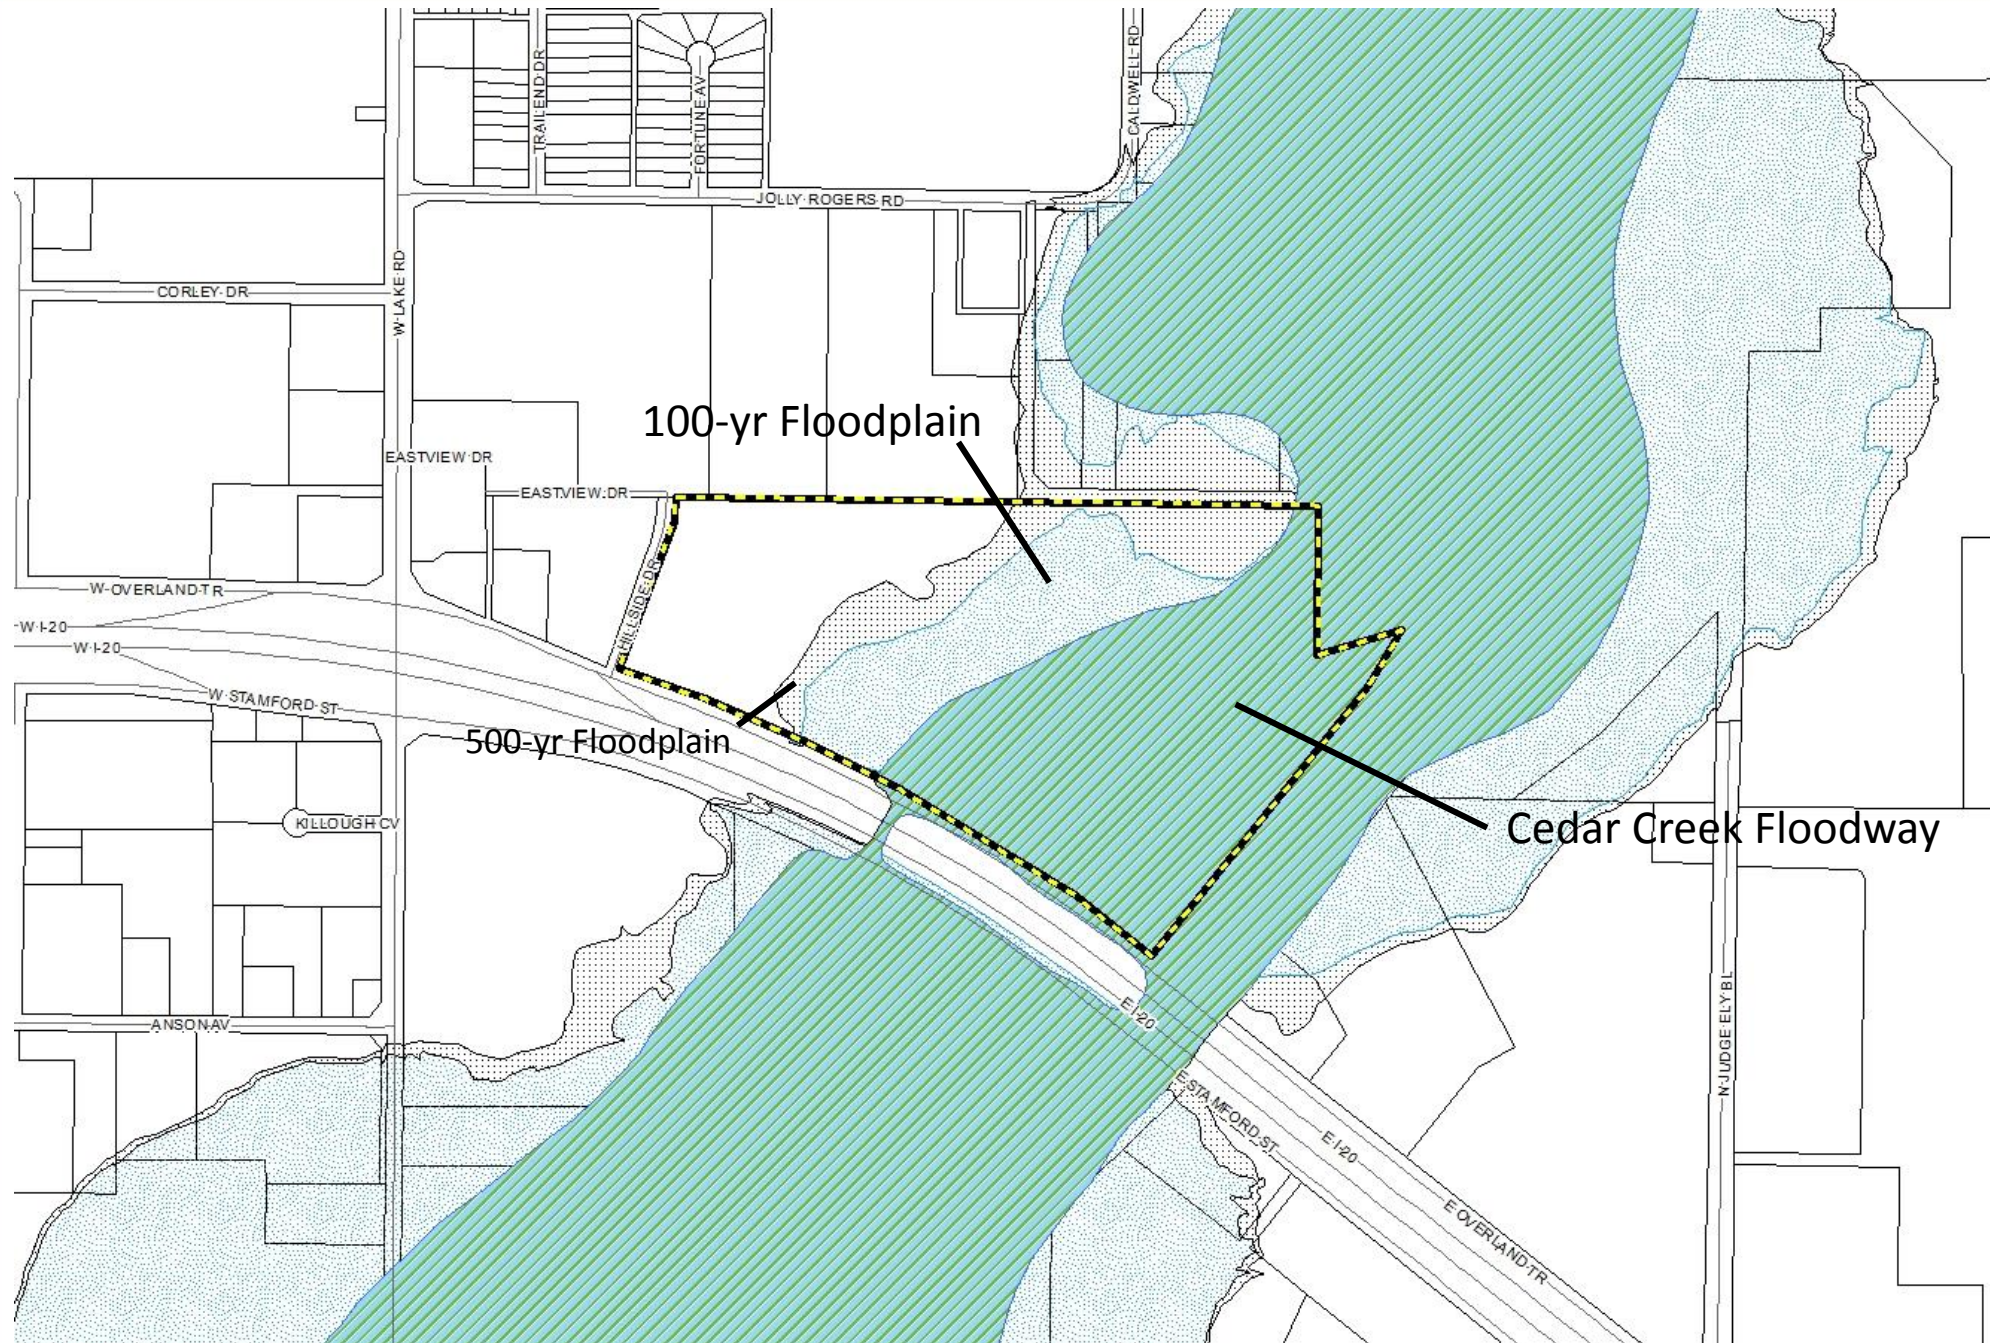 TRAIL END DR
FORTUNE AV
CALDWELL RD
JOLLY ROGERS RD
CORLEY DR
W LAKE RD
100-yr Floodplain
EASTVIEW DR
EASTVIEW DR
W OVERLAND TR
HILLSIDE DR
W I-20
W I-20
W STAMFORD ST
500-yr Floodplain
KILLOUGH CV
Cedar Creek Floodway
E I-20
ANSON AV
N JUDGE ELY BL
E STAMFORD ST
E I-20
E OVERLAND TR